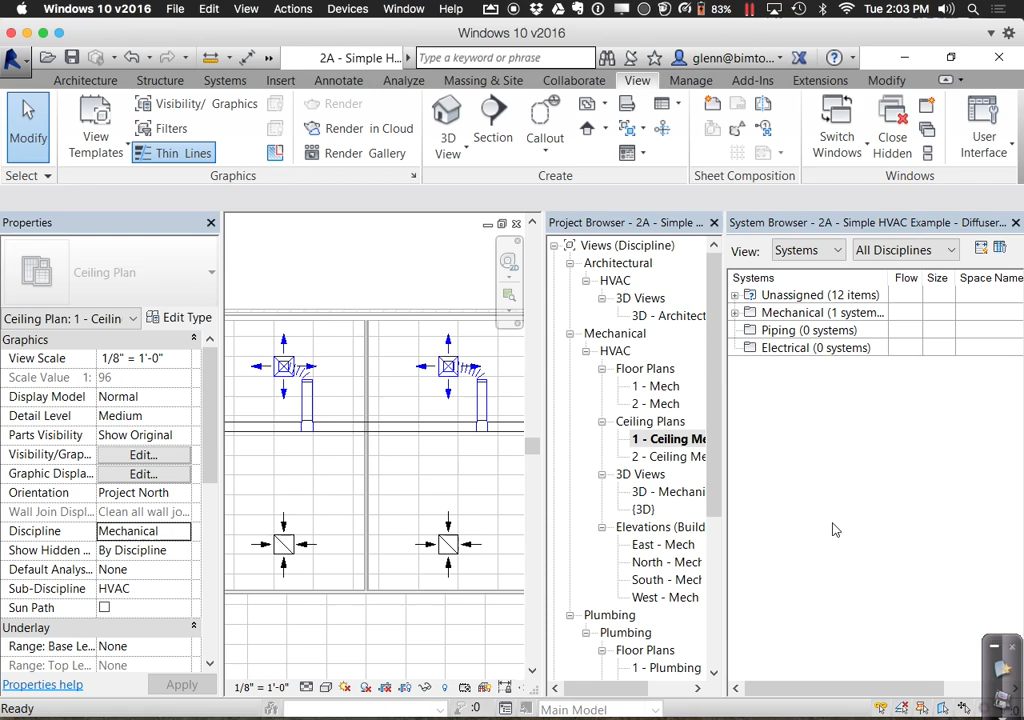 Windows 10 v2016 File Edit View Actions Devices Window Help 83% Tue 2:03 PM
Windows 10 v2016
2A - Simple H... Type a keyword or phrase glenn@bimto...
Architecture Structure Systems Insert Annotate Analyze Massing & Site Collaborate View Manage Add-Ins Extensions Modify
Modify
View
Templates
Visibility/ Graphics
Filters
Thin Lines
Render
Render in Cloud
Render Gallery
3D
View
Section
Callout
Switch
Windows
Close
Hidden
User
Interface
Select Graphics Create Sheet Composition Windows
Properties
Ceiling Plan
Ceiling Plan: 1 - Ceilin Edit Type
Graphics
View Scale 1/8" = 1'-0"
Scale Value 1: 96
Display Model Normal
Detail Level Medium
Parts Visibility Show Original
Visibility/Grap... Edit...
Graphic Displa... Edit...
Orientation Project North
Wall Join Displ... Clean all wall jo...
Discipline Mechanical
Show Hidden ... By Discipline
Default Analys... None
Sub-Discipline HVAC
Sun Path
Underlay
Range: Base Le... None
Range: Top Le... None
Properties help Apply
1/8" = 1'-0"
Project Browser - 2A - Simple ...
Views (Discipline)
Architectural
HVAC
3D Views
3D - Architect
Mechanical
HVAC
Floor Plans
1 - Mech
2 - Mech
Ceiling Plans
1 - Ceiling Me
2 - Ceiling Me
3D Views
3D - Mechani
{3D}
Elevations (Build
East - Mech
North - Mech
South - Mech
West - Mech
Plumbing
Plumbing
Floor Plans
1 - Plumbing
System Browser - 2A - Simple HVAC Example - Diffuser...
View: Systems All Disciplines
Systems Flow Size Space Name
Unassigned (12 items)
Mechanical (1 system...
Piping (0 systems)
Electrical (0 systems)
Ready :0 Main Model